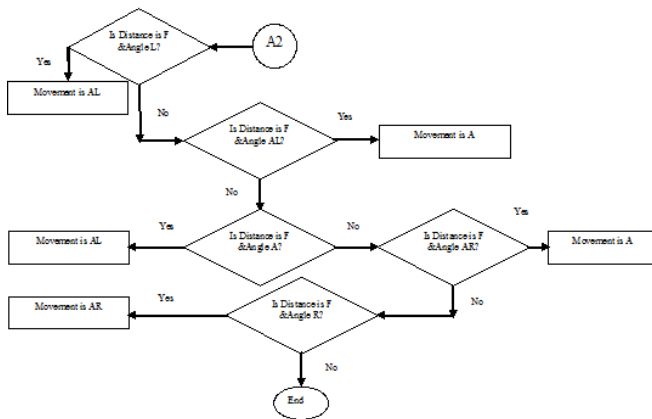 Is Distance is F
&Angle L?
A2
Yes
Movement is AL
No
Is Distance is F
&Angle AL?
Yes
Movement is A
No
Is Distance is F
&Angle A?
Yes
Movement is AL
No
Is Distance is F
&Angle AR?
Yes
Movement is A
No
Is Distance is F
&Angle R?
Yes
Movement is AR
No
End